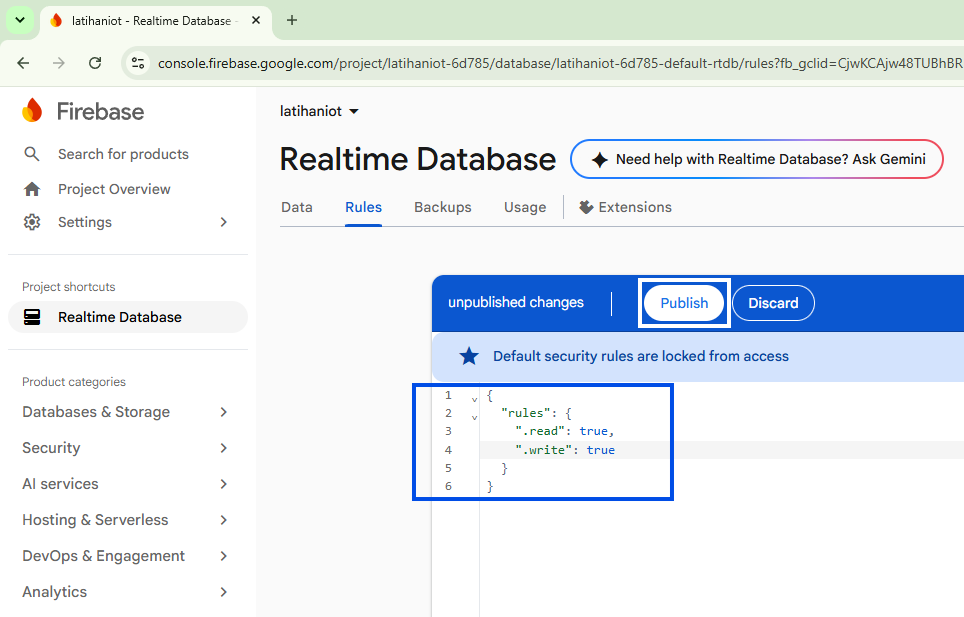 latihaniot - Realtime Database -
console.firebase.google.com/project/latihaniot-6d785/database/latihaniot-6d785-default-rtdb/rules?fb_gclid=CjwKCAjw48TUBhBR
Firebase
Search for products
Project Overview
Settings
Project shortcuts
Realtime Database
Product categories
Databases & Storage
Security
AI services
Hosting & Serverless
DevOps & Engagement
Analytics
latihaniot
Realtime Database
Need help with Realtime Database? Ask Gemini
Data Rules Backups Usage Extensions
unpublished changes Publish Discard
Default security rules are locked from access
1 {
2 "rules": {
3 ".read": true,
4 ".write": true
5 }
6 }